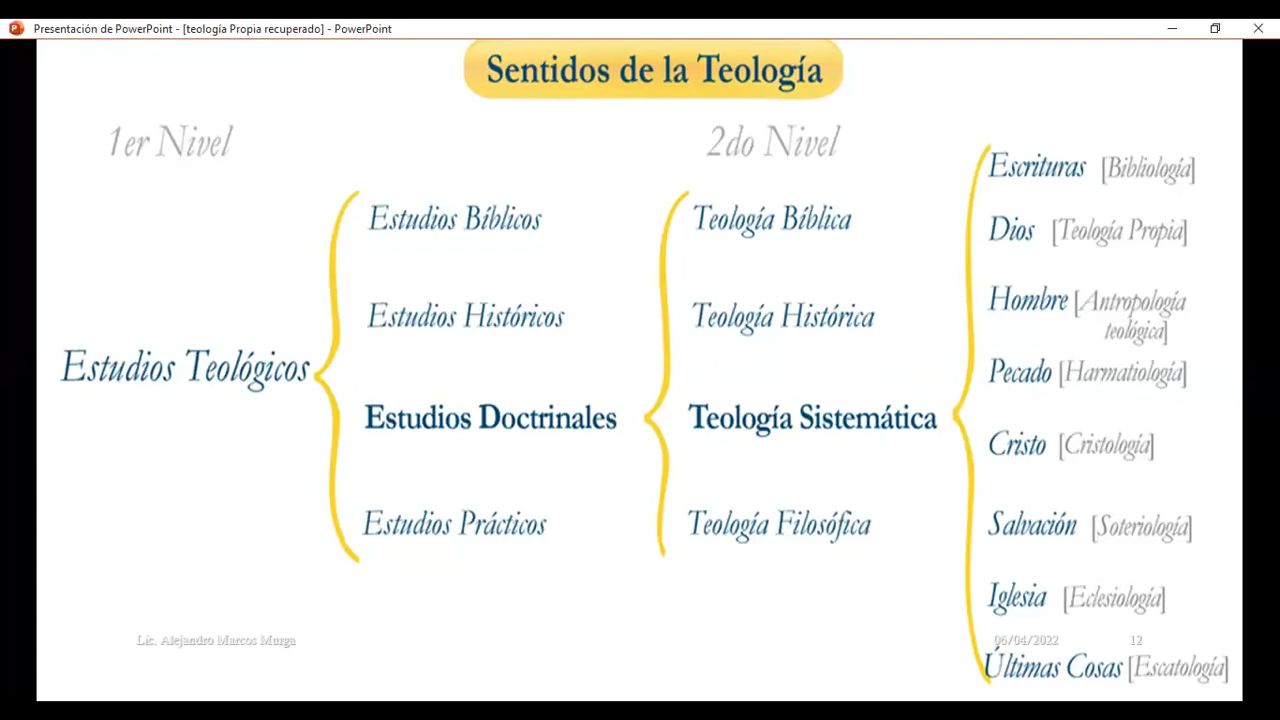 Presentación de PowerPoint - [teología Propia recuperado] - PowerPoint
Sentidos de la Teología
1er Nivel
2do Nivel
Estudios Teológicos
Estudios Bíblicos
Estudios Históricos
Estudios Doctrinales
Estudios Prácticos
Teología Bíblica
Teología Histórica
Teología Sistemática
Teología Filosófica
Escrituras [Bibliología]
Dios [Teología Propia]
Hombre [Antropología
teológica]
Pecado [Harmatiología]
Cristo [Cristología]
Salvación [Soteriología]
Iglesia [Eclesiología]
Últimas Cosas [Escatología]
Lic. Alejandro Marcos Murga
06/04/2022
12